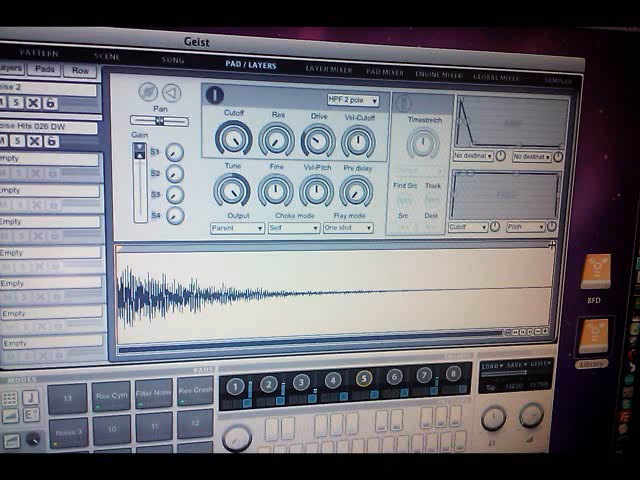 Geist
PATTERN SCENE SONG PAD / LAYERS LAYER MIXER PAD MIXER ENGINE MIXER GLOBAL MIXER SAMPLER
Layers Pads Row
Noise 2
M S X
Noise Hits 026 DW
M S X
Empty
Empty
Empty
Empty
Empty
Empty
Empty
Pan
Gain
S1
S2
S3
S4
HPF 2 pole
Cutoff Res Drive Vel-Cutoff
Tune Fine Vel-Pitch Pre delay
Output Choke mode Play mode
Parent Self One shot
Timestretch
Find Src Track
Src Dest
No destinat No destinat
Cutoff Pitch
BFD
Library
MODES
PADS
13 Rev Cym Filter Noise Rev Crash
Noise 3 10 11 12
1 2 3 4 5 6 7 8
LOAD SAVE GEIST